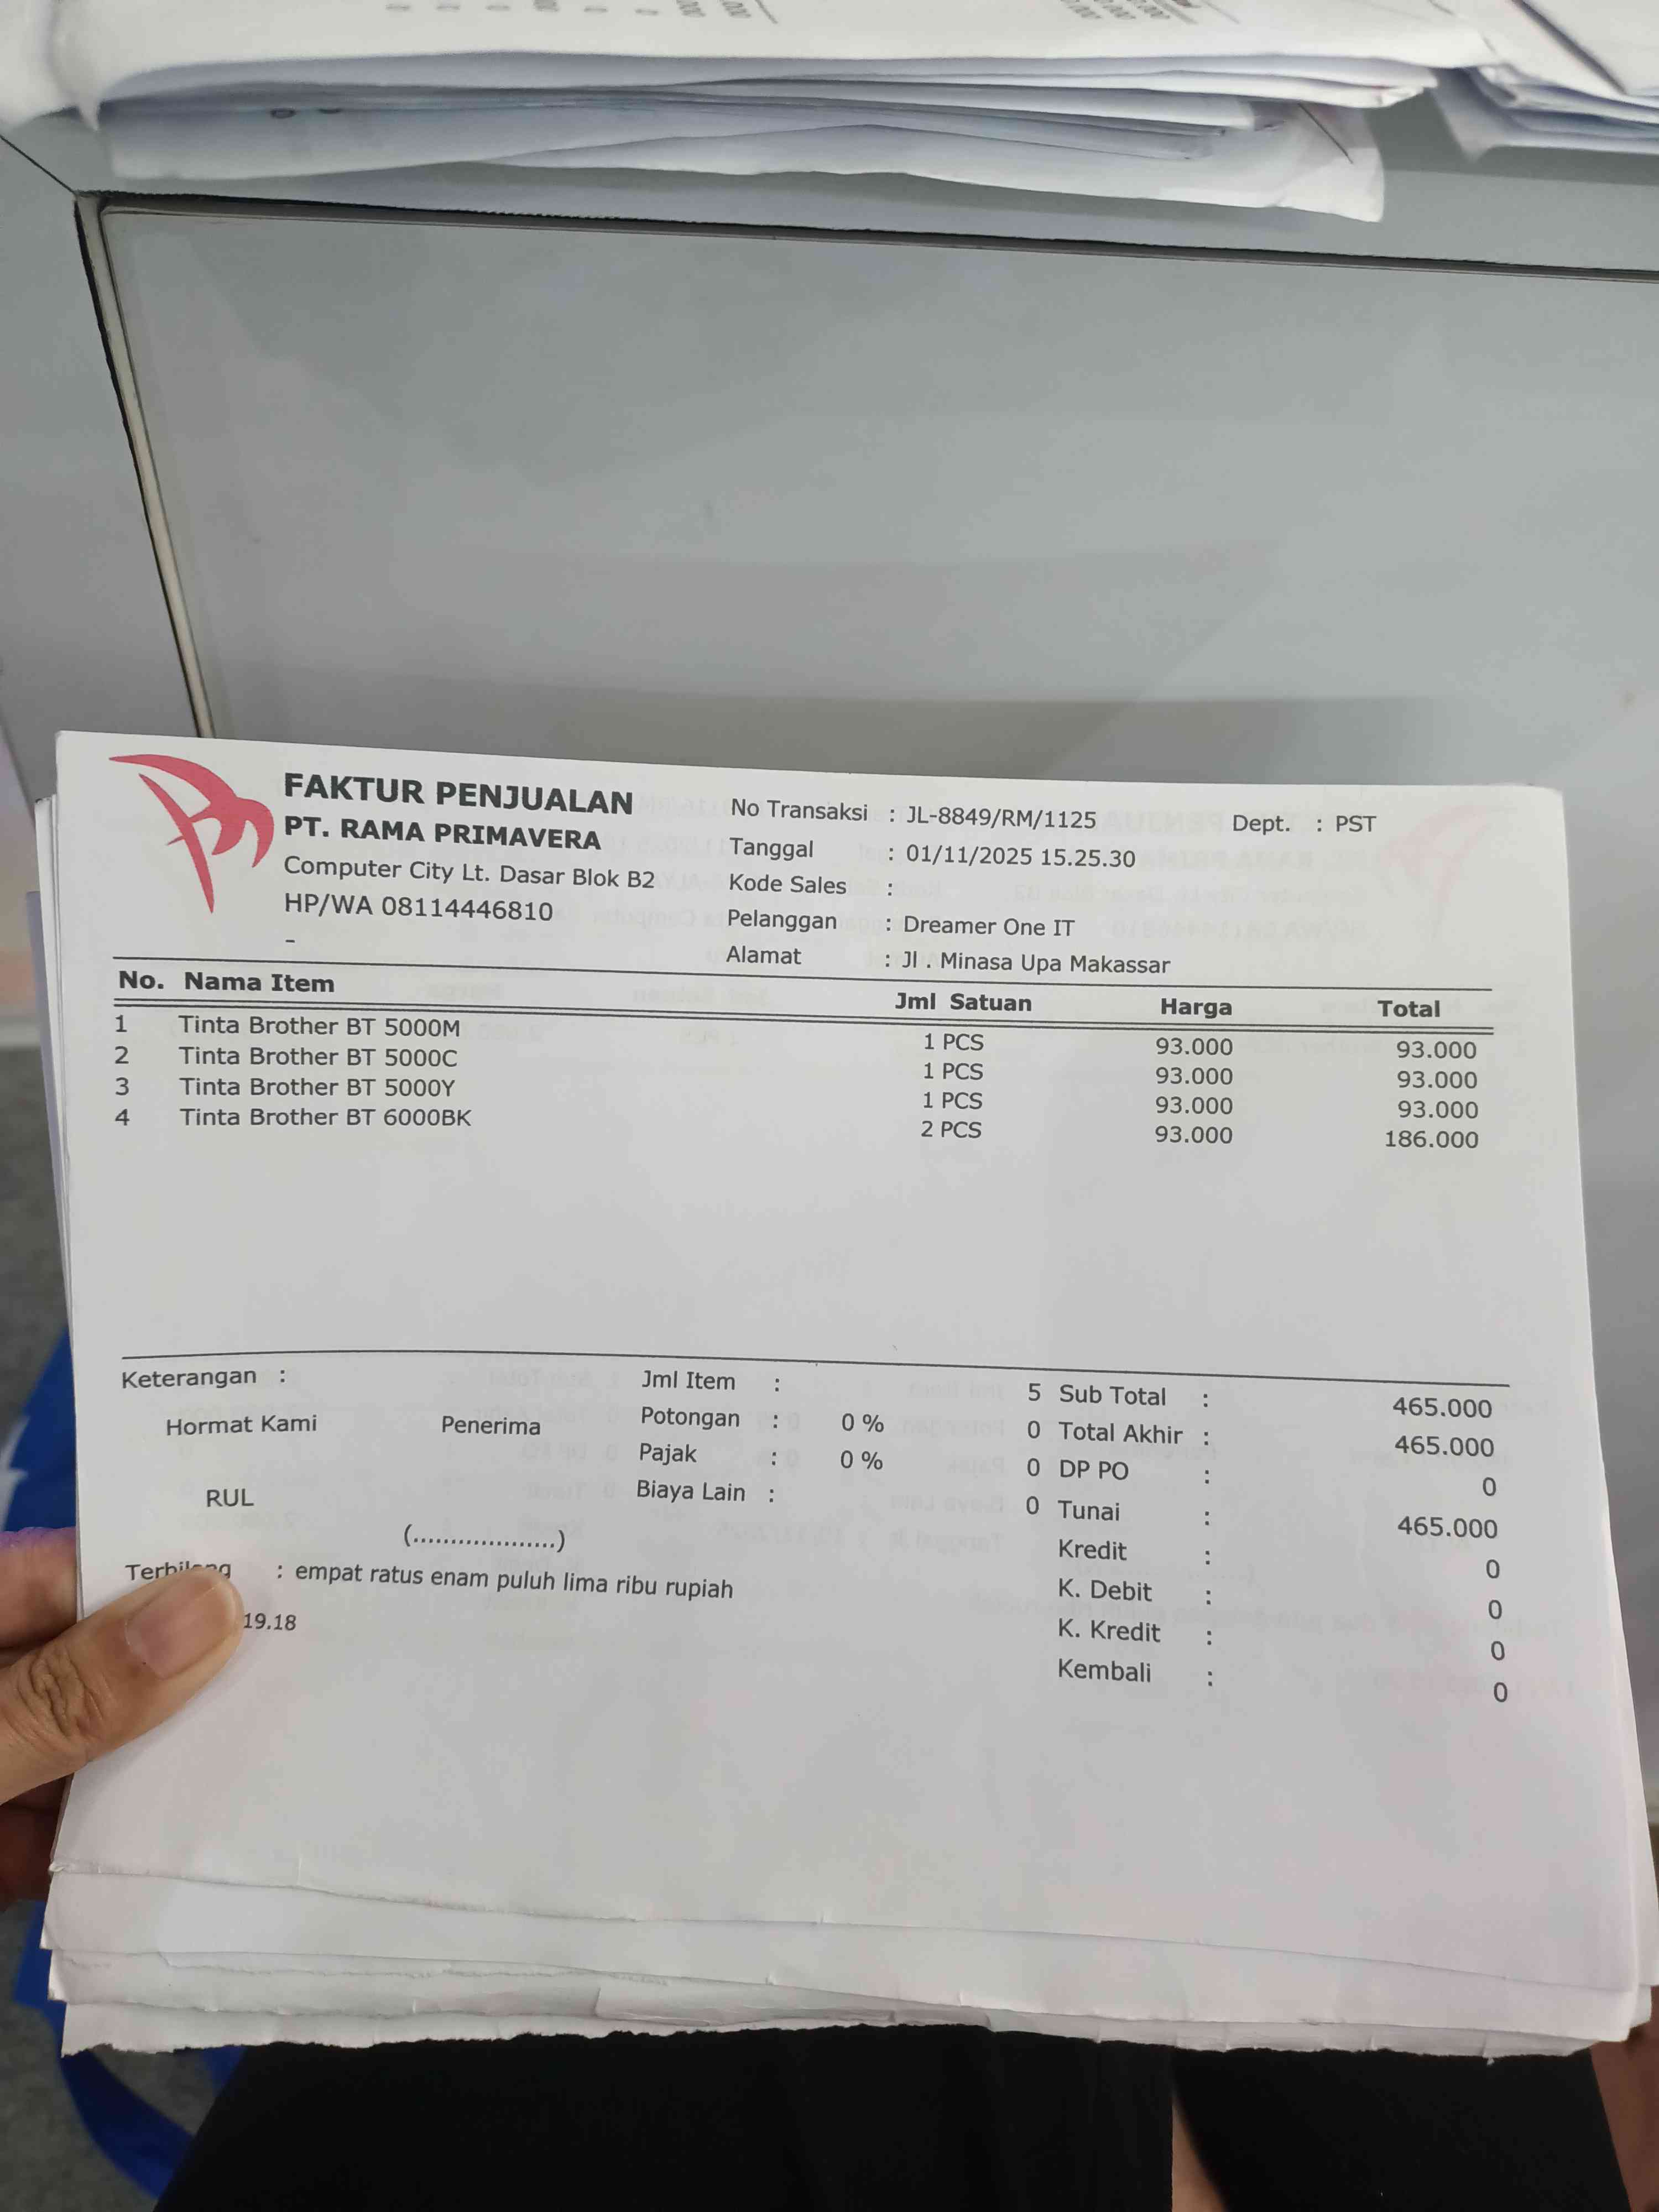 FAKTUR PENJUALAN
PT. RAMA PRIMAVERA
Computer City Lt. Dasar Blok B2
HP/WA 08114446810
-
No Transaksi : JL-8849/RM/1125 Dept. : PST
Tanggal : 01/11/2025 15.25.30
Kode Sales :
Pelanggan : Dreamer One IT
Alamat : Jl . Minasa Upa Makassar
No. Nama Item Jml Satuan Harga Total
1 Tinta Brother BT 5000M 1 PCS 93.000 93.000
2 Tinta Brother BT 5000C 1 PCS 93.000 93.000
3 Tinta Brother BT 5000Y 1 PCS 93.000 93.000
4 Tinta Brother BT 6000BK 2 PCS 93.000 186.000
Keterangan : Jml Item : 5 Sub Total : 465.000
Hormat Kami Penerima Potongan : 0 % 0 Total Akhir : 465.000
Pajak : 0 % 0 DP PO : 0
RUL Biaya Lain : 0 Tunai : 465.000
(...................) Kredit : 0
Terbilang : empat ratus enam puluh lima ribu rupiah K. Debit : 0
19.18 K. Kredit : 0
Kembali : 0